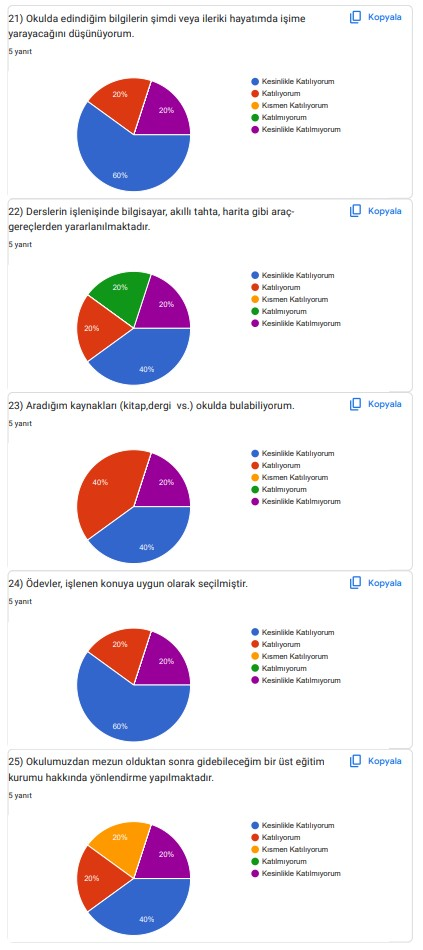 21) Okulda edindiğim bilgilerin şimdi veya ileriki hayatımda işime
yarayacağını düşünüyorum.
Kopyala
5 yanıt
20%
20%
60%
Kesinlikle Katılıyorum
Katılıyorum
Kısmen Katılıyorum
Katılmıyorum
Kesinlikle Katılmıyorum
22) Derslerin işlenişinde bilgisayar, akıllı tahta, harita gibi araç-
gereçlerden yararlanılmaktadır.
Kopyala
5 yanıt
20%
20%
20%
40%
Kesinlikle Katılıyorum
Katılıyorum
Kısmen Katılıyorum
Katılmıyorum
Kesinlikle Katılmıyorum
23) Aradığım kaynakları (kitap,dergi vs.) okulda bulabiliyorum.
Kopyala
5 yanıt
40%
20%
40%
Kesinlikle Katılıyorum
Katılıyorum
Kısmen Katılıyorum
Katılmıyorum
Kesinlikle Katılmıyorum
24) Ödevler, işlenen konuya uygun olarak seçilmiştir.
Kopyala
5 yanıt
20%
20%
60%
Kesinlikle Katılıyorum
Katılıyorum
Kısmen Katılıyorum
Katılmıyorum
Kesinlikle Katılmıyorum
25) Okulumuzdan mezun olduktan sonra gidebileceğim bir üst eğitim
kurumu hakkında yönlendirme yapılmaktadır.
Kopyala
5 yanıt
20%
20%
20%
40%
Kesinlikle Katılıyorum
Katılıyorum
Kısmen Katılıyorum
Katılmıyorum
Kesinlikle Katılmıyorum